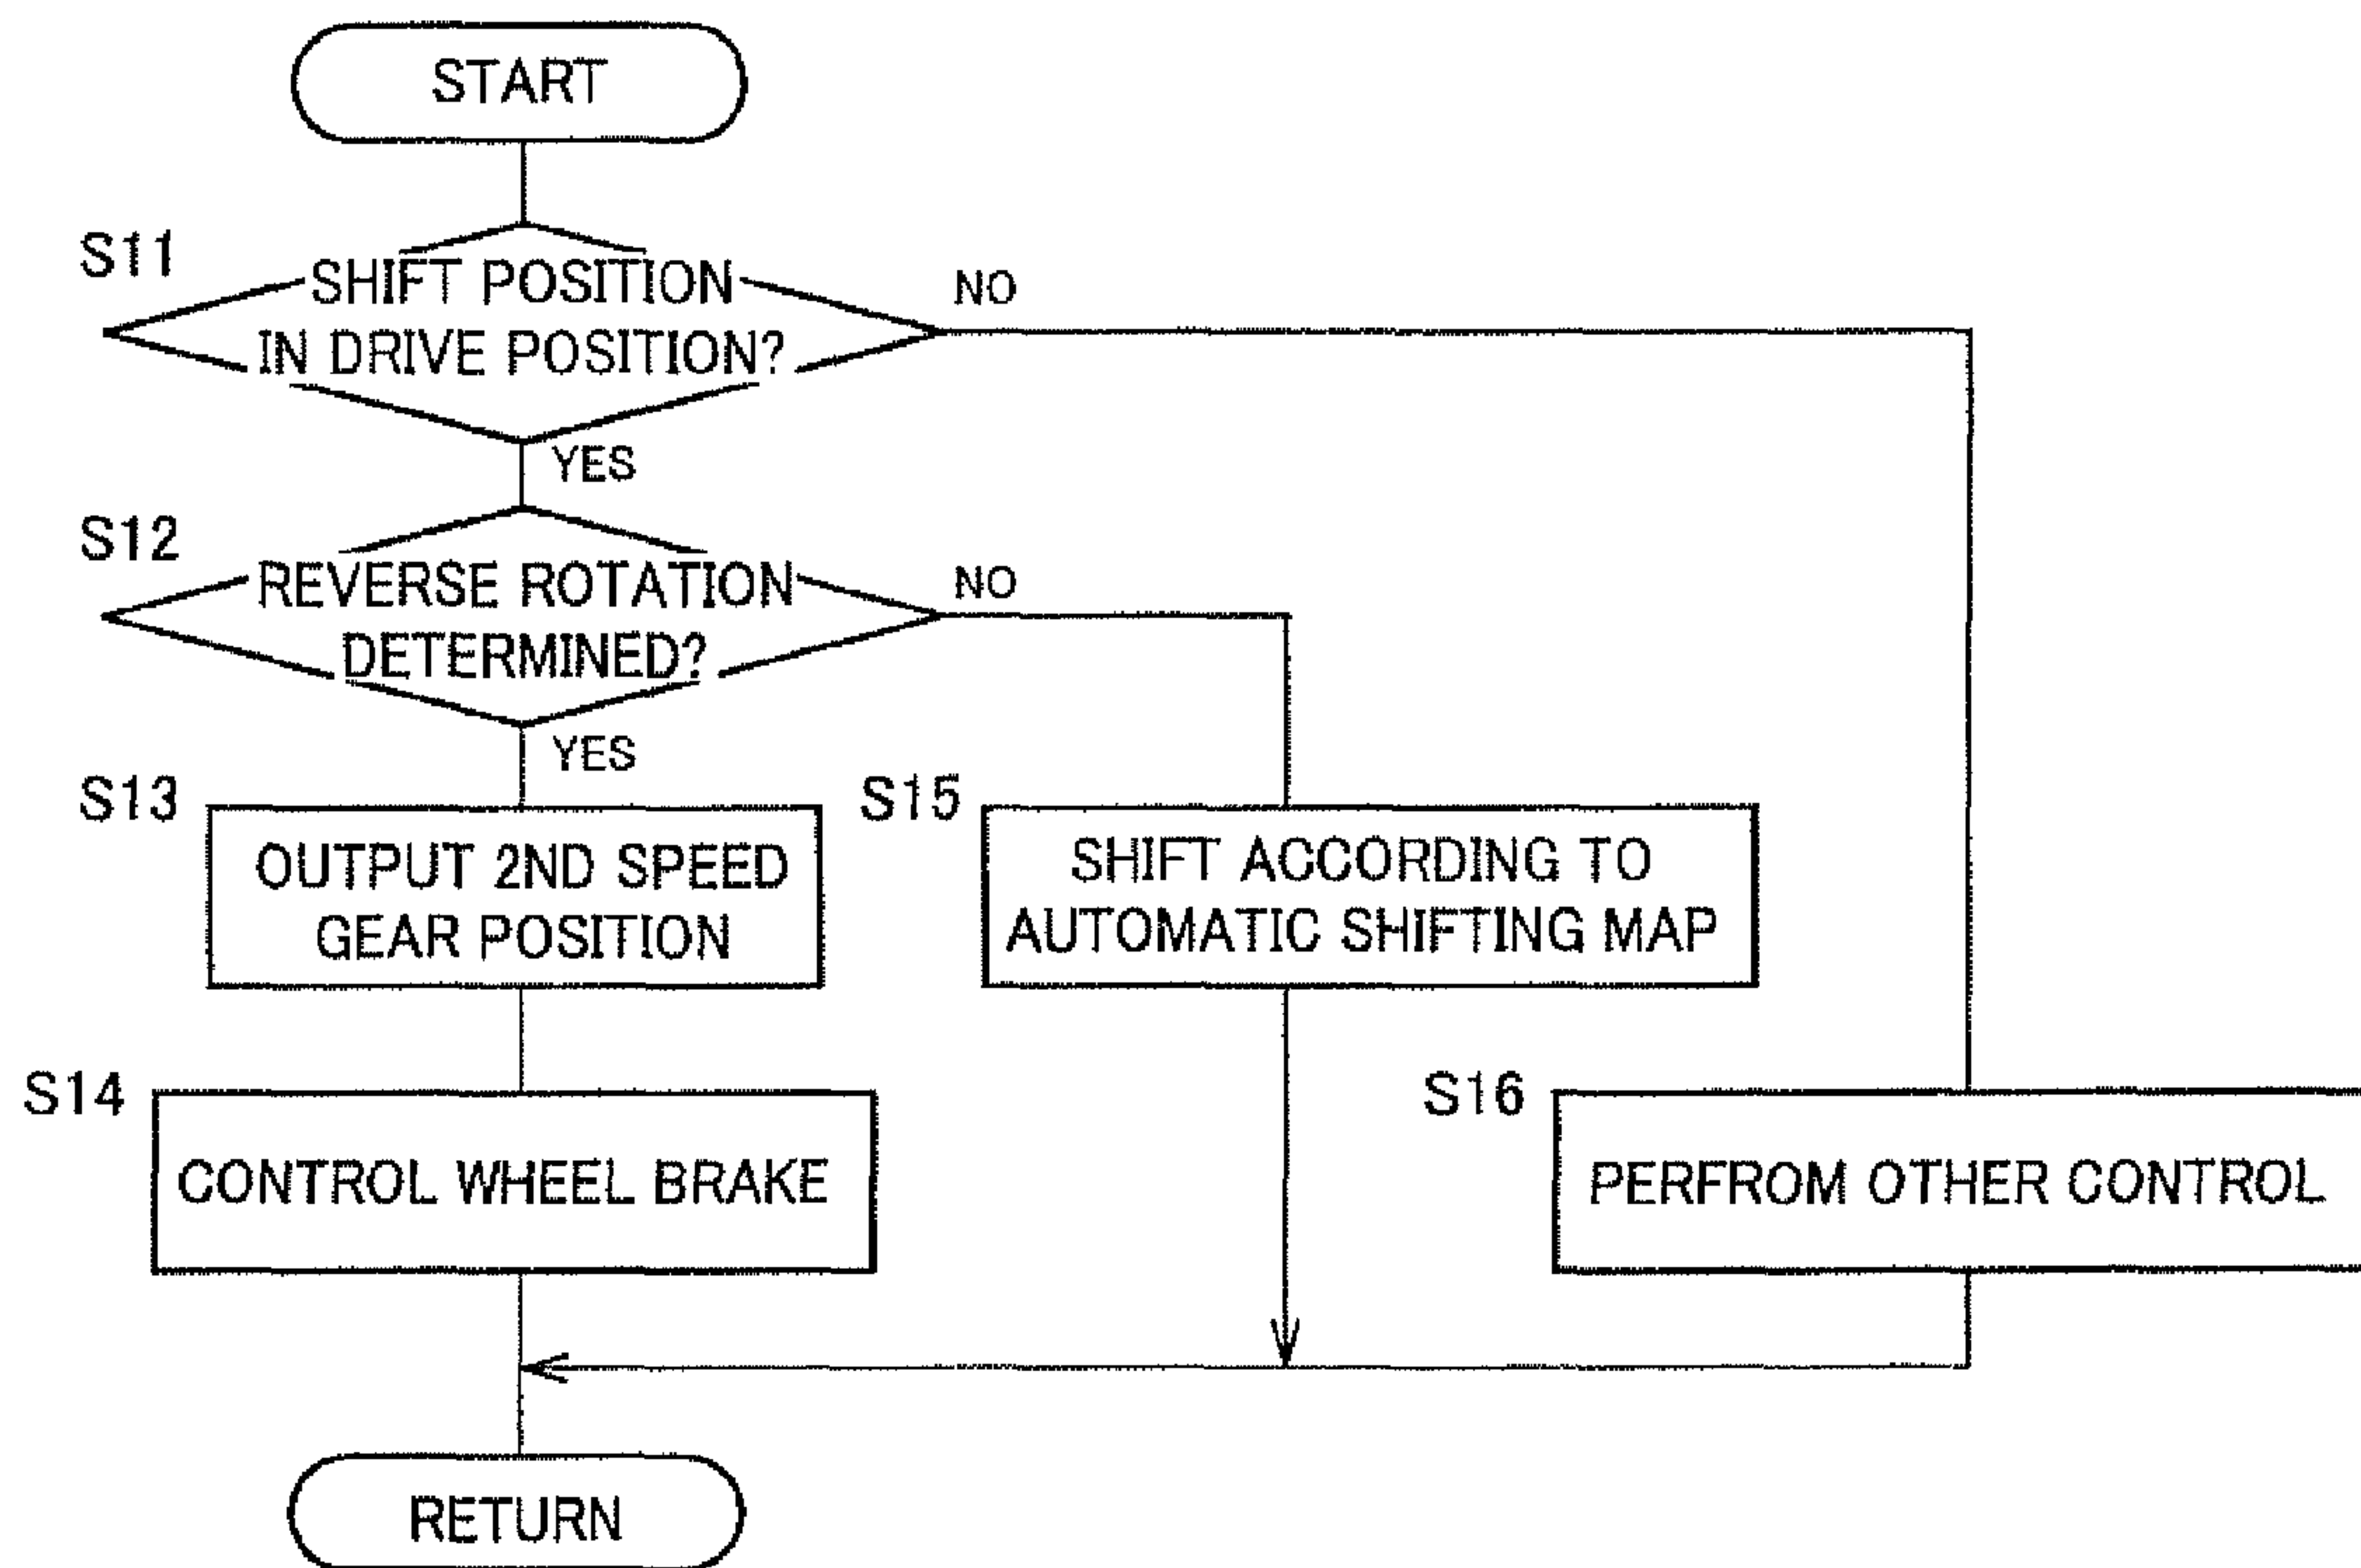 START
S11
SHIFT POSITION
IN DRIVE POSITION?
NO
YES
S12
REVERSE ROTATION
DETERMINED?
NO
YES
S13
OUTPUT 2ND SPEED
GEAR POSITION
S15
SHIFT ACCORDING TO
AUTOMATIC SHIFTING MAP
S14
CONTROL WHEEL BRAKE
S16
PERFROM OTHER CONTROL
RETURN